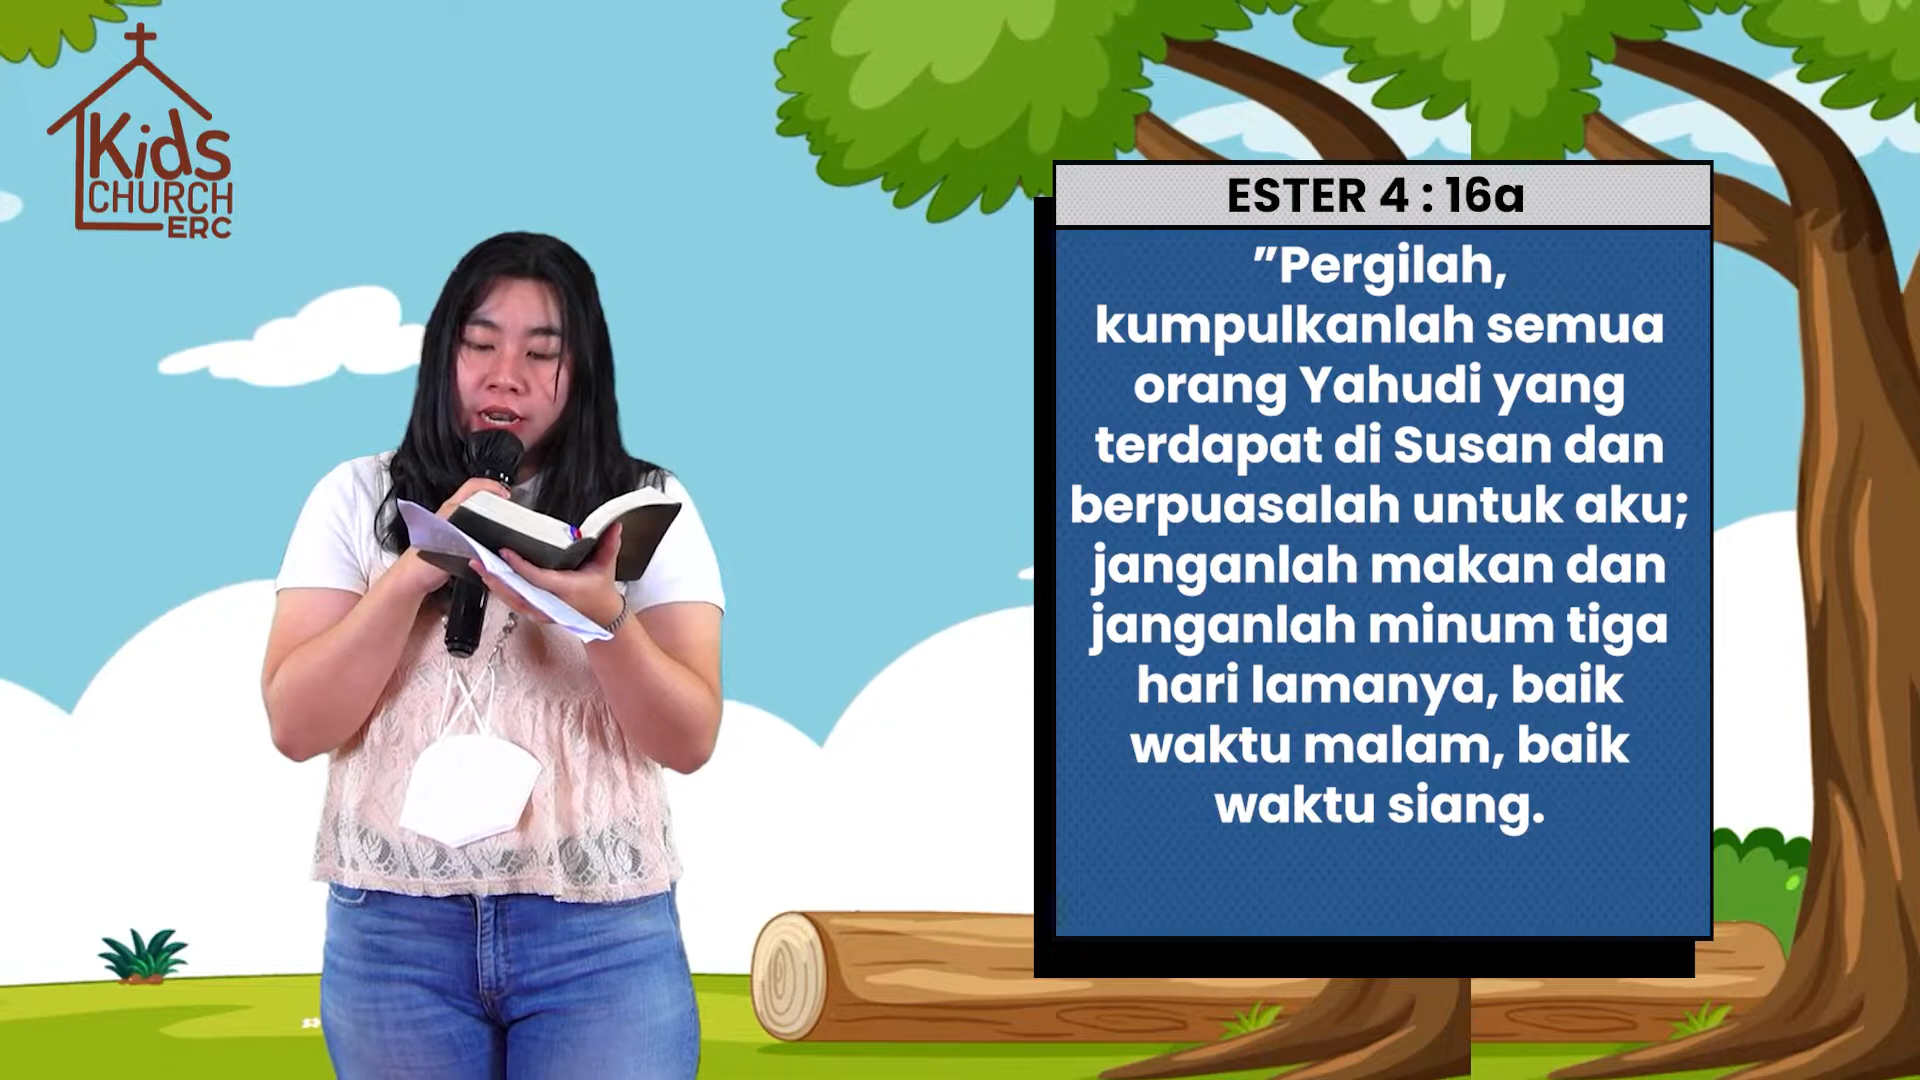 Kids
CHURCH
ERC
ESTER 4 : 16a
”Pergilah,
kumpulkanlah semua
orang Yahudi yang
terdapat di Susan dan
berpuasalah untuk aku;
janganlah makan dan
janganlah minum tiga
hari lamanya, baik
waktu malam, baik
waktu siang.